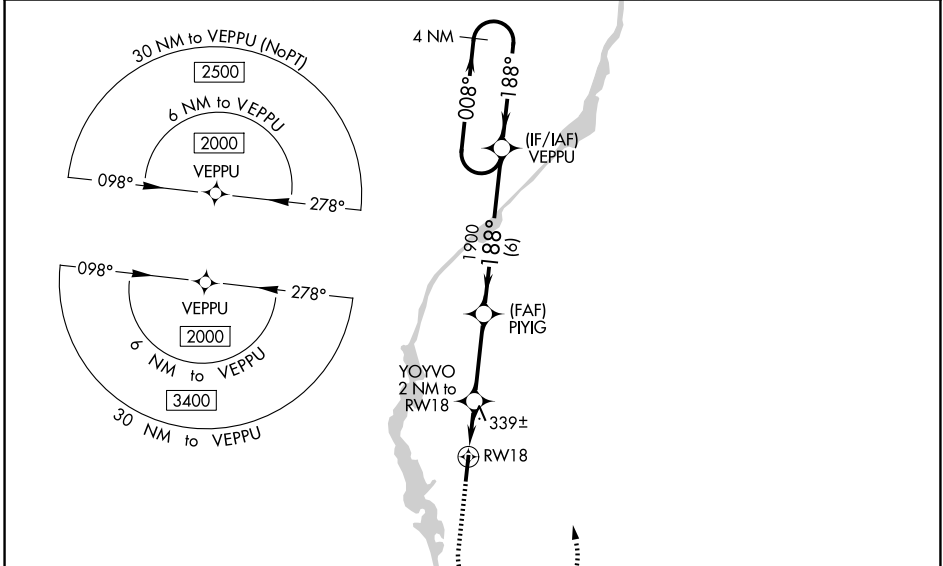 30 NM to VEPPU (NoPT)
2500
6 NM to VEPPU
2000
VEPPU
098°
278°
098°
278°
VEPPU
2000
6 NM to VEPPU
3400
30 NM to VEPPU
4 NM
008°
188°
(IF/IAF)
VEPPU
1900
188°
(6)
(FAF)
PIYIG
YOYVO
2 NM to
RW18
339±
RW18